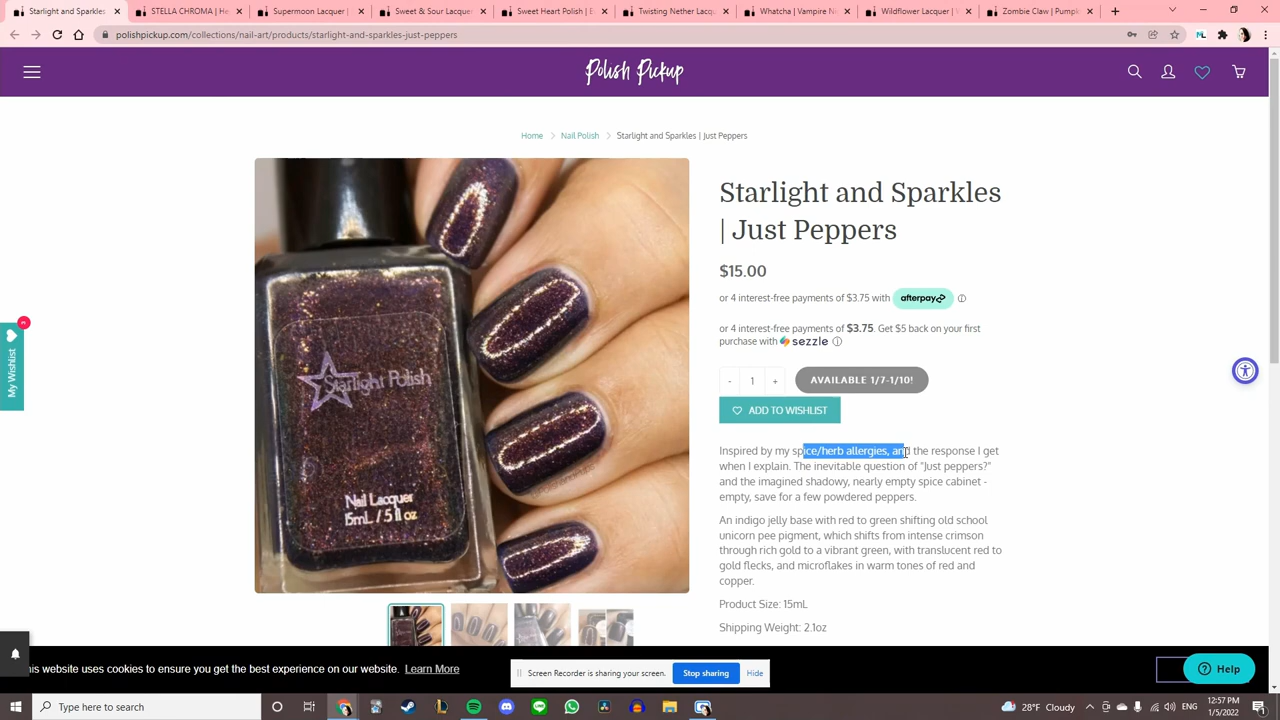 Starlight and Sparkles
STELLA CHROMA | Ha
Supermoon Lacquer |
Sweet & Sour Lacque
Sweet Heart Polish | B
Twisting Nether Lacqu
W
Zombie Claw | Pumpk
polishpickup.com/collections/nail-art/products/starlight-and-sparkles-just-peppers
Polish Pickup
Home
Nail Polish
Starlight and Sparkles | Just Peppers
Starlight and Sparkles
| Just Peppers
$15.00
or 4 interest-free payments of $3.75 with afterpay
or 4 interest-free payments of $3.75. Get $5 back on your first
purchase with sezzle
- 1 +
AVAILABLE 1/7-1/10!
ADD TO WISHLIST
My Wishlist
Starlight Polish
Nail Lacquer
15mL / .5 fl oz
Inspired by my spice/herb allergies, and the response I get
when I explain. The inevitable question of "Just peppers?"
and the imagined shadowy, nearly empty spice cabinet -
empty, save for a few powdered peppers.
An indigo jelly base with red to green shifting old school
unicorn pee pigment, which shifts from intense crimson
through rich gold to a vibrant green, with translucent red to
gold flecks, and microflakes in warm tones of red and
copper.
Product Size: 15mL
Shipping Weight: 2.1oz
his website uses cookies to ensure you get the best experience on our website. Learn More
Screen Recorder is sharing your screen.
Stop sharing
Hide
Help
Type here to search
28°F Cloudy
12:57 PM
1/5/2022